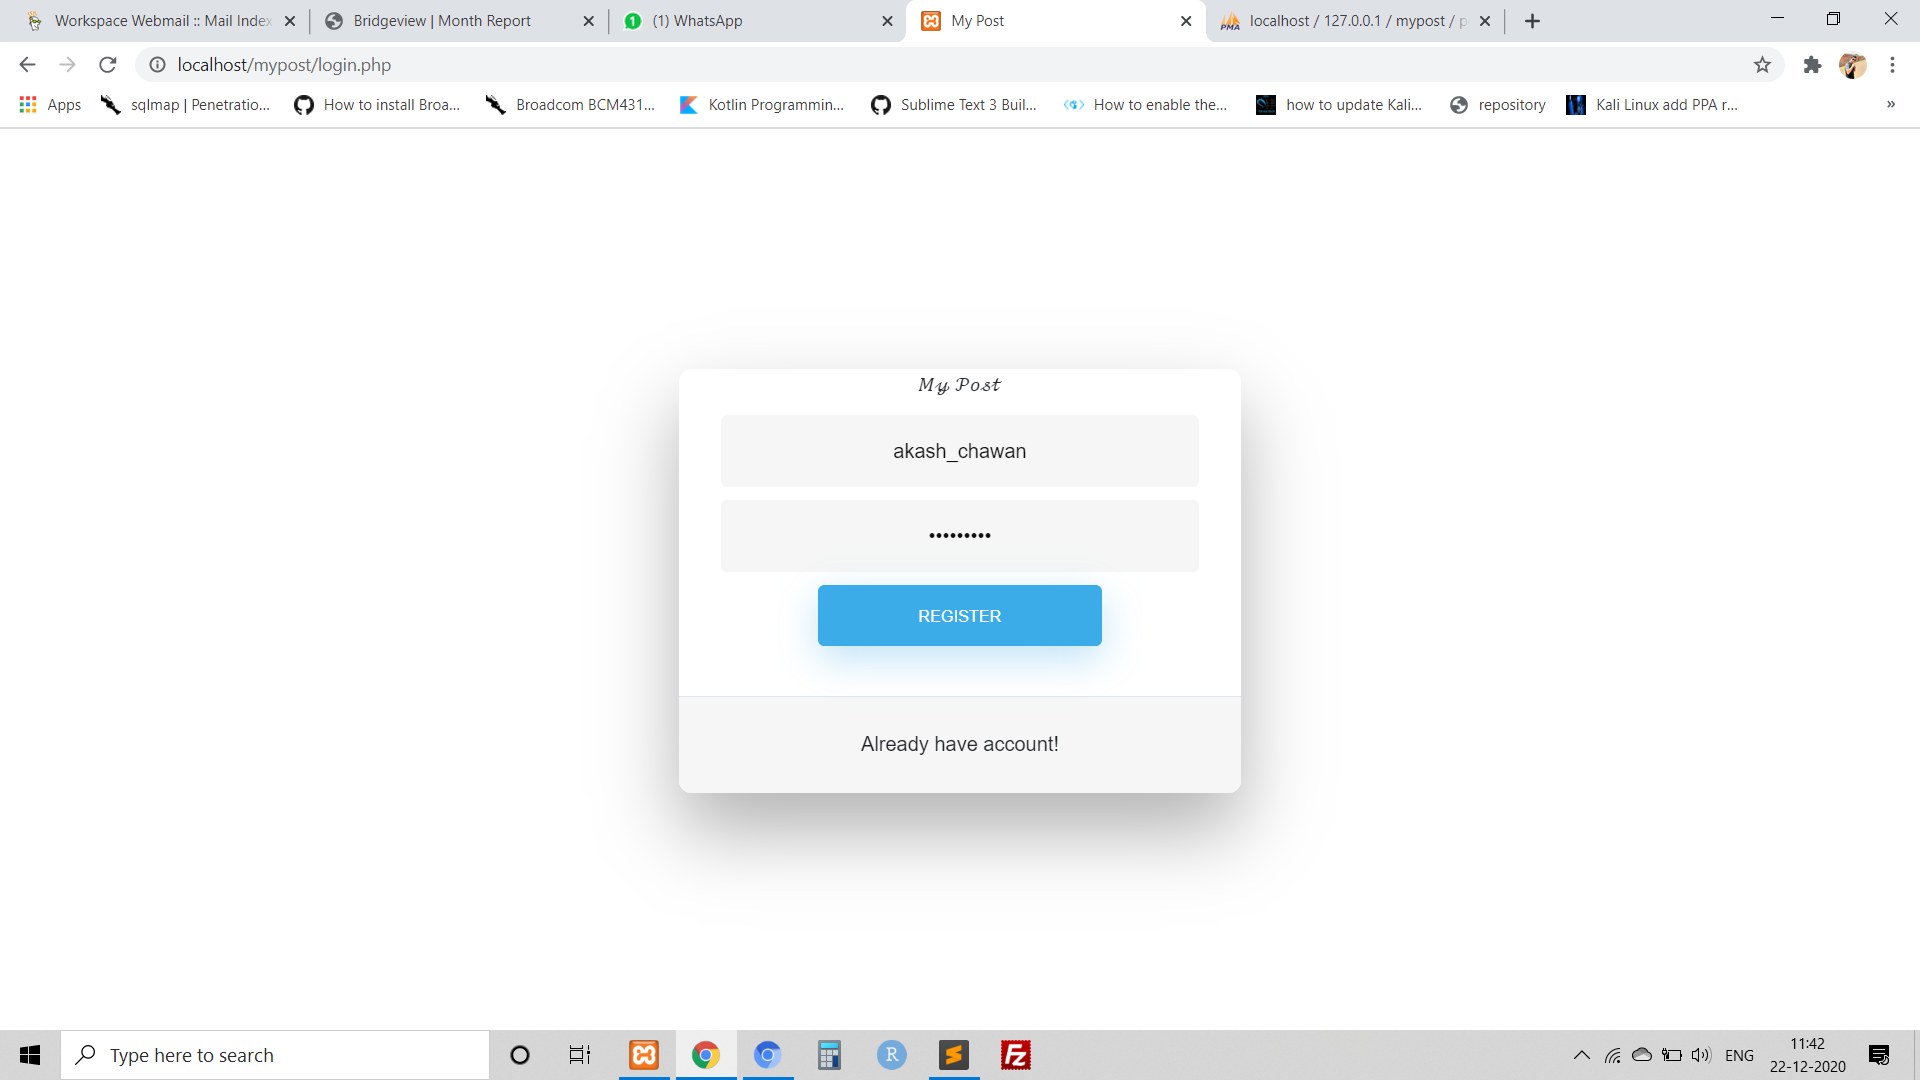 Workspace Webmail :: Mail Index
Bridgeview | Month Report
(1) WhatsApp
My Post
localhost / 127.0.0.1 / mypost / p
localhost/mypost/login.php
Apps
sqlmap | Penetratio...
How to install Broa...
Broadcom BCM431...
Kotlin Programmin...
Sublime Text 3 Buil...
How to enable the...
how to update Kali...
repository
Kali Linux add PPA r...
»
My Post
akash_chawan
•••••••••
REGISTER
Already have account!
Type here to search
ENG
11:42
22-12-2020